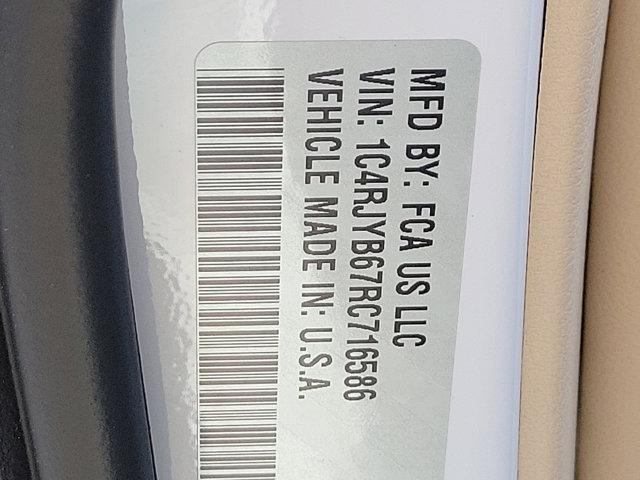 MFD BY: FCA US LLC
VIN: 1C4RJYB67RC716586
VEHICLE MADE IN: U.S.A.